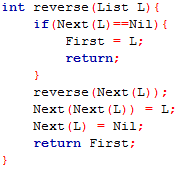 int reverse(List L){
if(Next(L)==Nil){
First = L;
return;
}
reverse(Next(L));
Next(Next(L)) = L;
Next(L) = Nil;
return First;
}